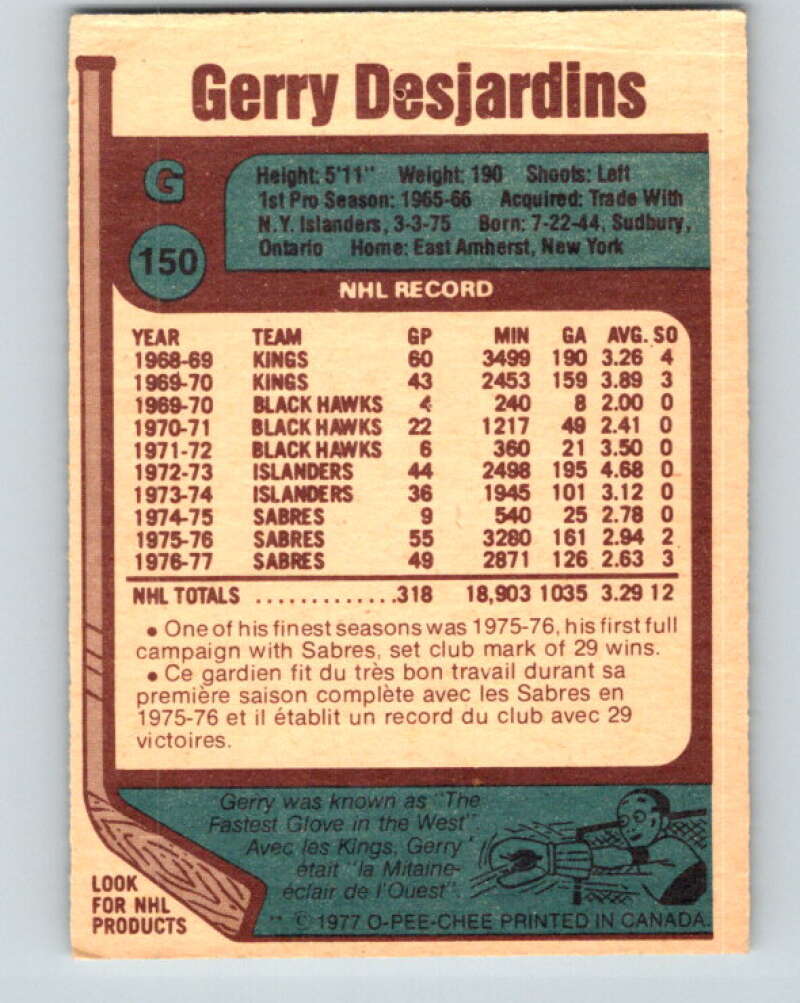 Gerry Desjardins
G
150
Height: 5'11" Weight: 190 Shoots: Left
1st Pro Season: 1965-66 Acquired: Trade With
N.Y. Islanders, 3-3-75 Born: 7-22-44, Sudbury,
Ontario Home: East Amherst, New York
NHL RECORD
YEAR TEAM GP MIN GA AVG. SO
1968-69 KINGS 60 3499 190 3.26 4
1969-70 KINGS 43 2453 159 3.89 3
1969-70 BLACK HAWKS 4 240 8 2.00 0
1970-71 BLACK HAWKS 22 1217 49 2.41 0
1971-72 BLACK HAWKS 6 360 21 3.50 0
1972-73 ISLANDERS 44 2498 195 4.68 0
1973-74 ISLANDERS 36 1945 101 3.12 0
1974-75 SABRES 9 540 25 2.78 0
1975-76 SABRES 55 3280 161 2.94 2
1976-77 SABRES 49 2871 126 2.63 3
NHL TOTALS .............318 18,903 1035 3.29 12
• One of his finest seasons was 1975-76, his first full
campaign with Sabres, set club mark of 29 wins.
• Ce gardien fit du très bon travail durant sa
première saison complète avec les Sabres en
1975-76 et il établit un record du club avec 29
victoires.
Gerry was known as "The
Fastest Glove in the West".
Avec les Kings, Gerry
était "la Mitaine-
éclair de l'Ouest".
LOOK
FOR NHL
PRODUCTS
** © 1977 O-PEE-CHEE PRINTED IN CANADA.